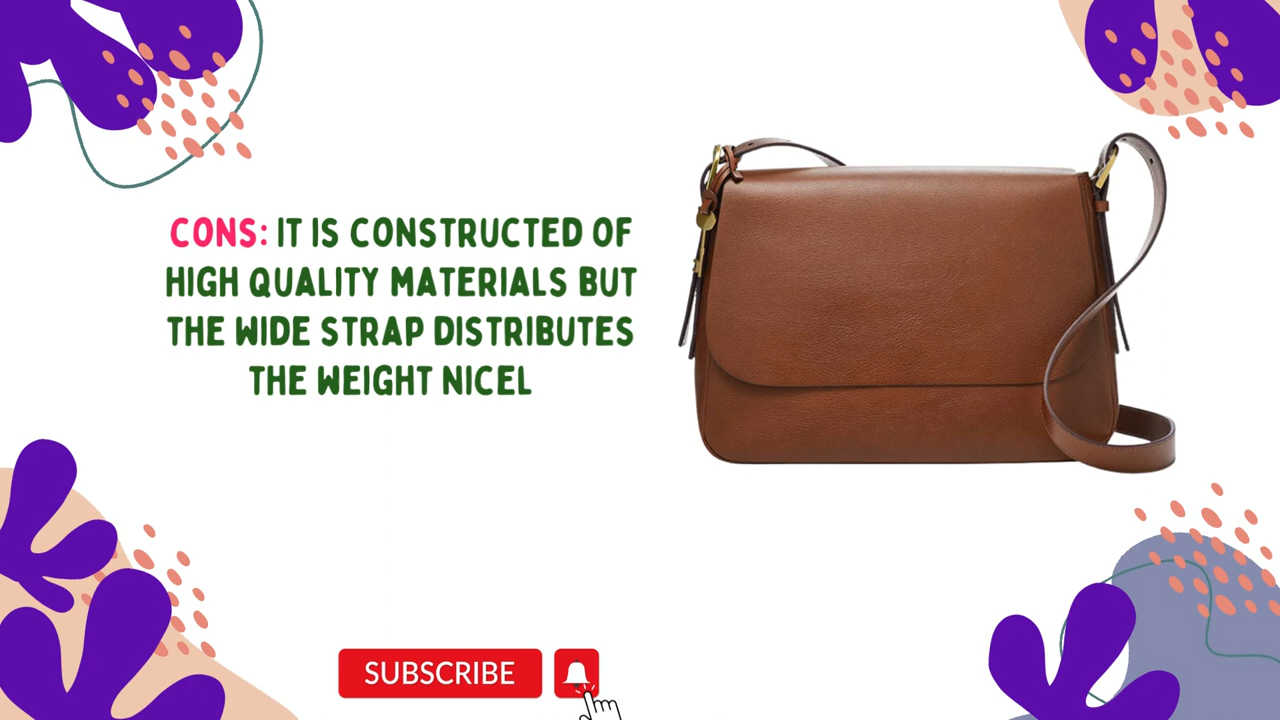 CONS: IT IS CONSTRUCTED OF
HIGH QUALITY MATERIALS BUT
THE WIDE STRAP DISTRIBUTES
THE WEIGHT NICEL
SUBSCRIBE